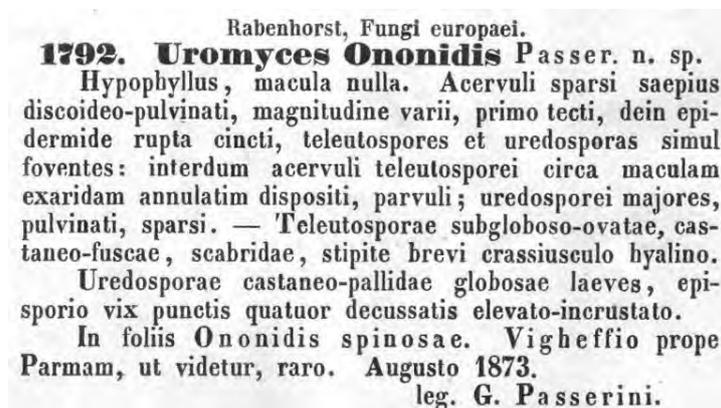 Rabenhorst, Fungi europaei.
1792. Uromyces Ononidis Passer. n. sp.
Hypophyllus, macula nulla. Acervuli sparsi saepius
discoideo-pulvinati, magnitudine varii, primo tecti, dein epi-
dermide rupta cincti, teleutospores et uredosporas simul
foventes: interdum acervuli teleutosporei circa maculam
exaridam annulatim dispositi, parvuli; uredosporei majores,
pulvinati, sparsi. — Teleutosporae subgloboso-ovatae, cas-
taneo-fuscae, scabridae, stipite brevi crassiusculo hyalino.
Uredosporae castaneo-pallidae globosae laeves, epi-
sporio vix punctis quatuor decussatis elevato-incrustato.
In foliis Ononidis spinosae. Vigheffio prope
Parmam, ut videtur, raro. Augusto 1873.
leg. G. Passerini.